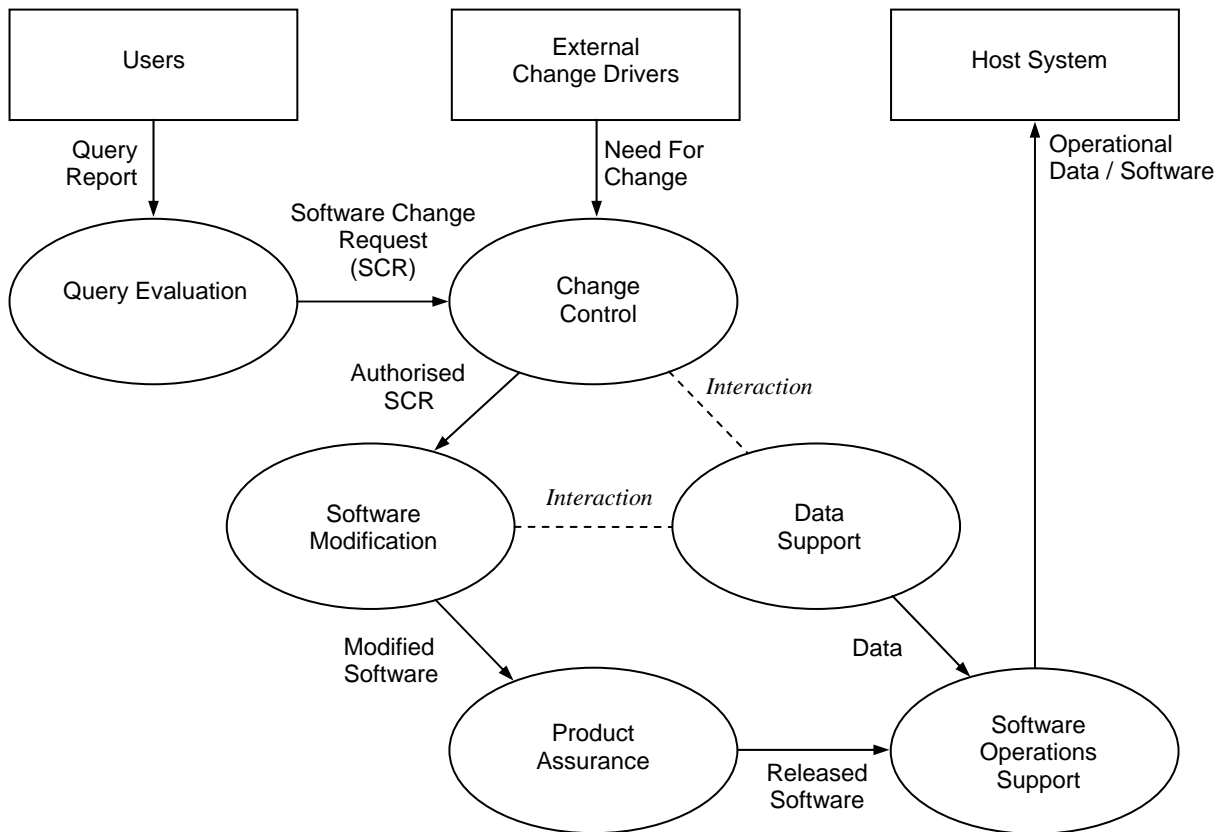 Users
External
Change Drivers
Host System
Query
Report
Need For
Change
Operational
Data / Software
Software Change
Request
(SCR)
Query Evaluation
Change
Control
Authorised
SCR
Interaction
Interaction
Software
Modification
Data
Support
Modified
Software
Data
Product
Assurance
Released
Software
Software
Operations
Support